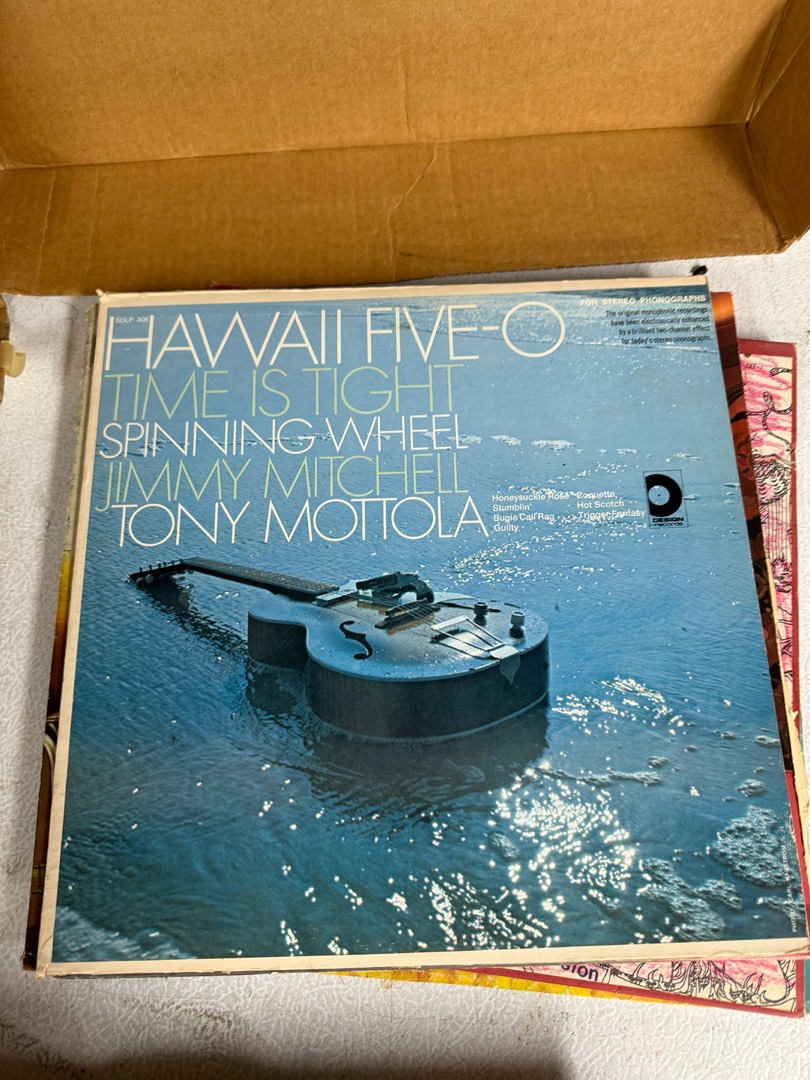 SDLP 306
HAWAII FIVE-O
TIME IS TIGHT
SPINNING WHEEL
JIMMY MITCHELL
TONY MOTTOLA
FOR STEREO PHONOGRAPHS
The original monophonic recordings
have been electronically enhanced
by a brilliant two-channel effect
for today's stereo phonographs.
Honeysuckle Rose
Stumblin'
Bugle Call Rag
Guilty
Coquette
Hot Scotch
Trigger Fantasy
DESIGN
records
sion